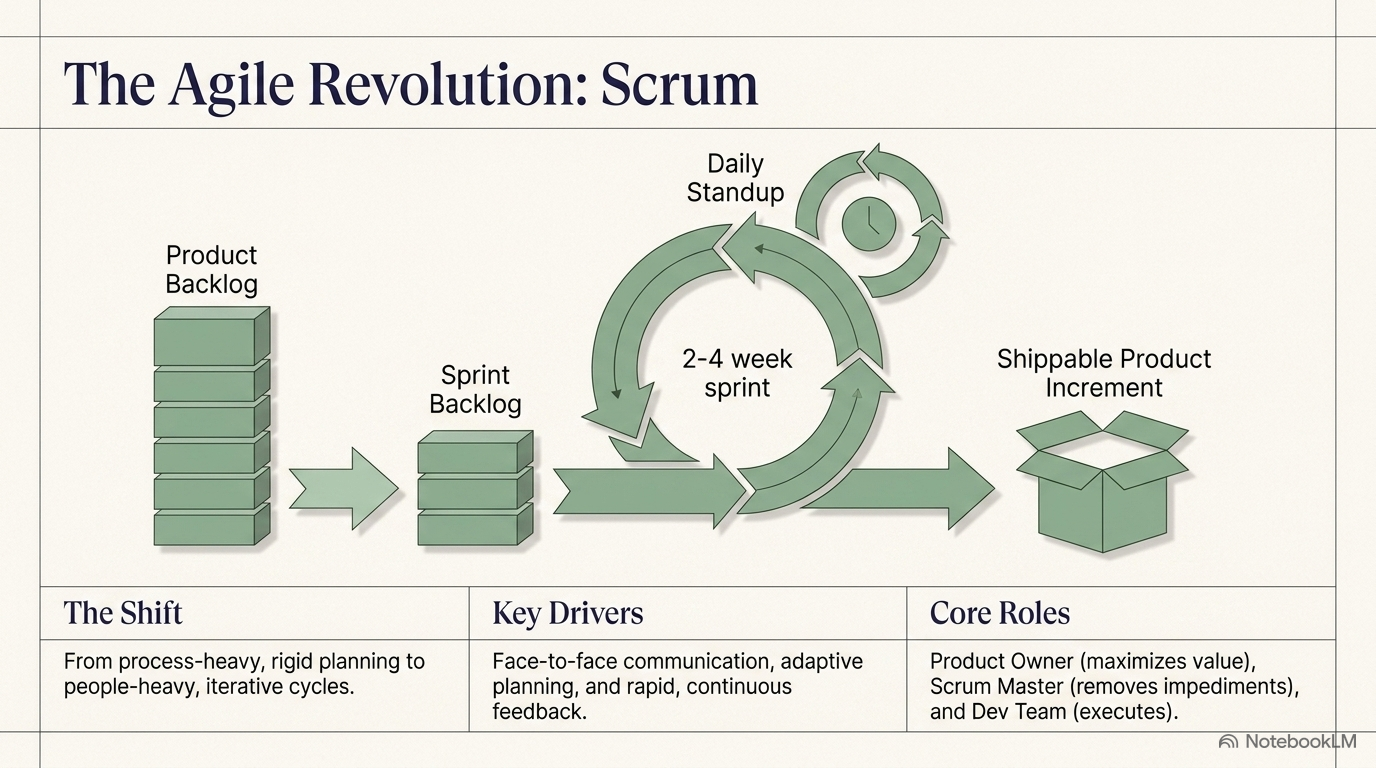 The Agile Revolution: Scrum
Daily
Standup
Product
Backlog
Sprint
Backlog
2-4 week
sprint
Shippable Product
Increment
The Shift
From process-heavy, rigid planning to
people-heavy, iterative cycles.
Key Drivers
Face-to-face communication, adaptive
planning, and rapid, continuous
feedback.
Core Roles
Product Owner (maximizes value),
Scrum Master (removes impediments),
and Dev Team (executes).
NotebookLM